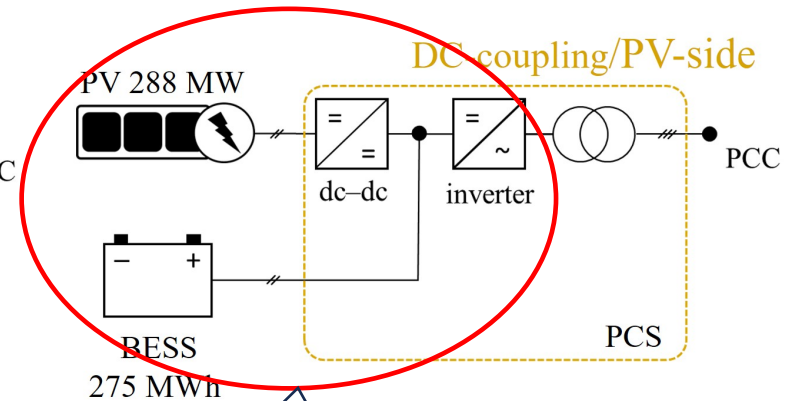 DC-coupling/PV-side
PV 288 MW
C
=
=
=
~
dc–dc
inverter
PCC
– +
BESS
275 MWh
PCS